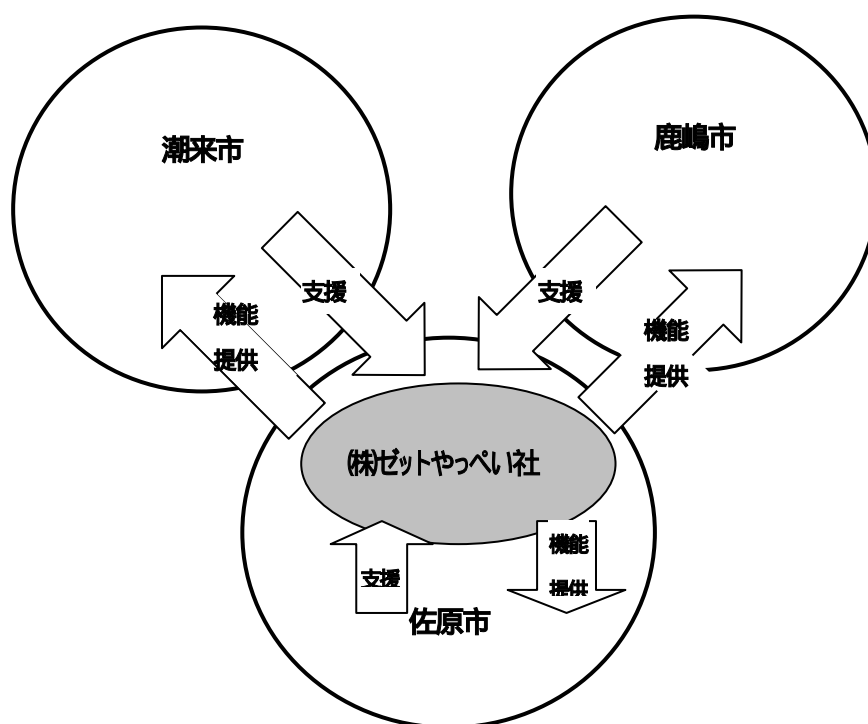 潮来市
鹿嶋市
支援
支援
機能
提供
機能
提供
㈱ゼットやっぺい社
支援
機能
提供
佐原市